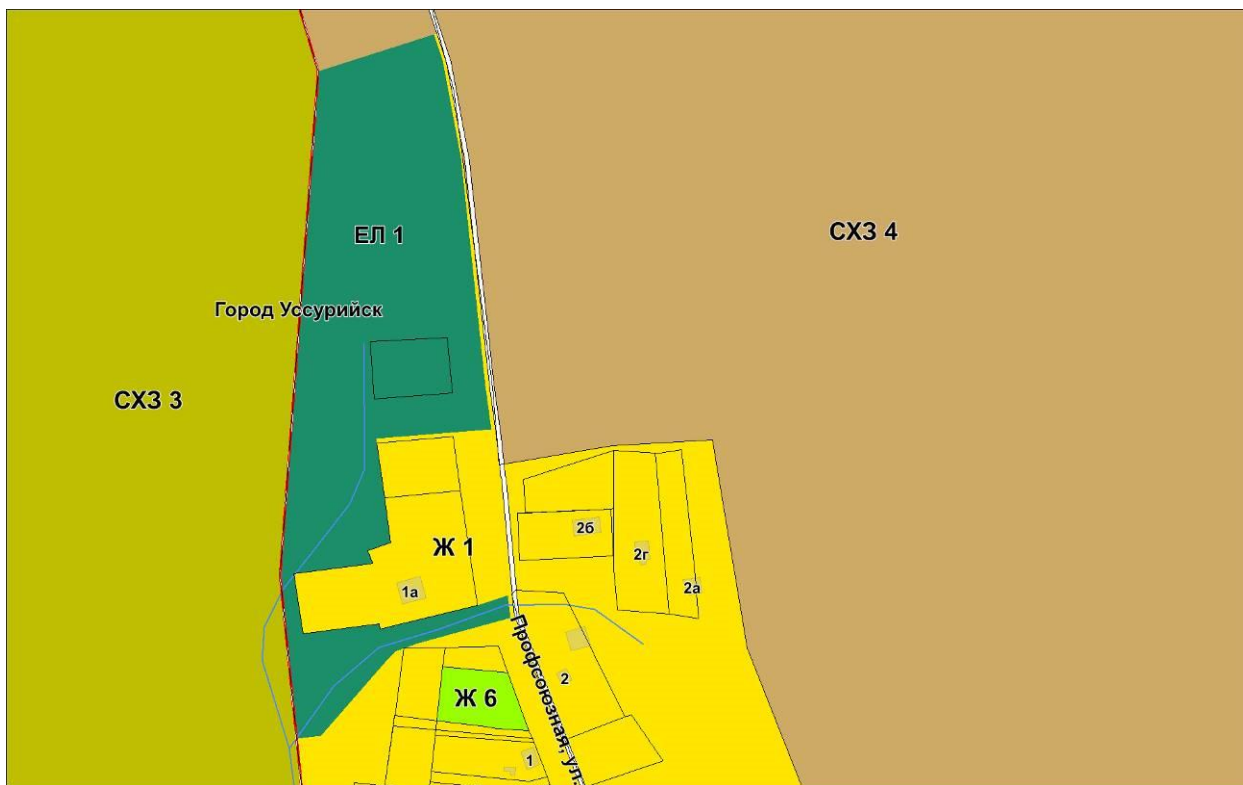 ЕЛ 1
СХЗ 4
Город Уссурийск
СХЗ 3
2б
Ж 1
2г
1а
2а
Профсоюзная, ул.
2
Ж 6
1